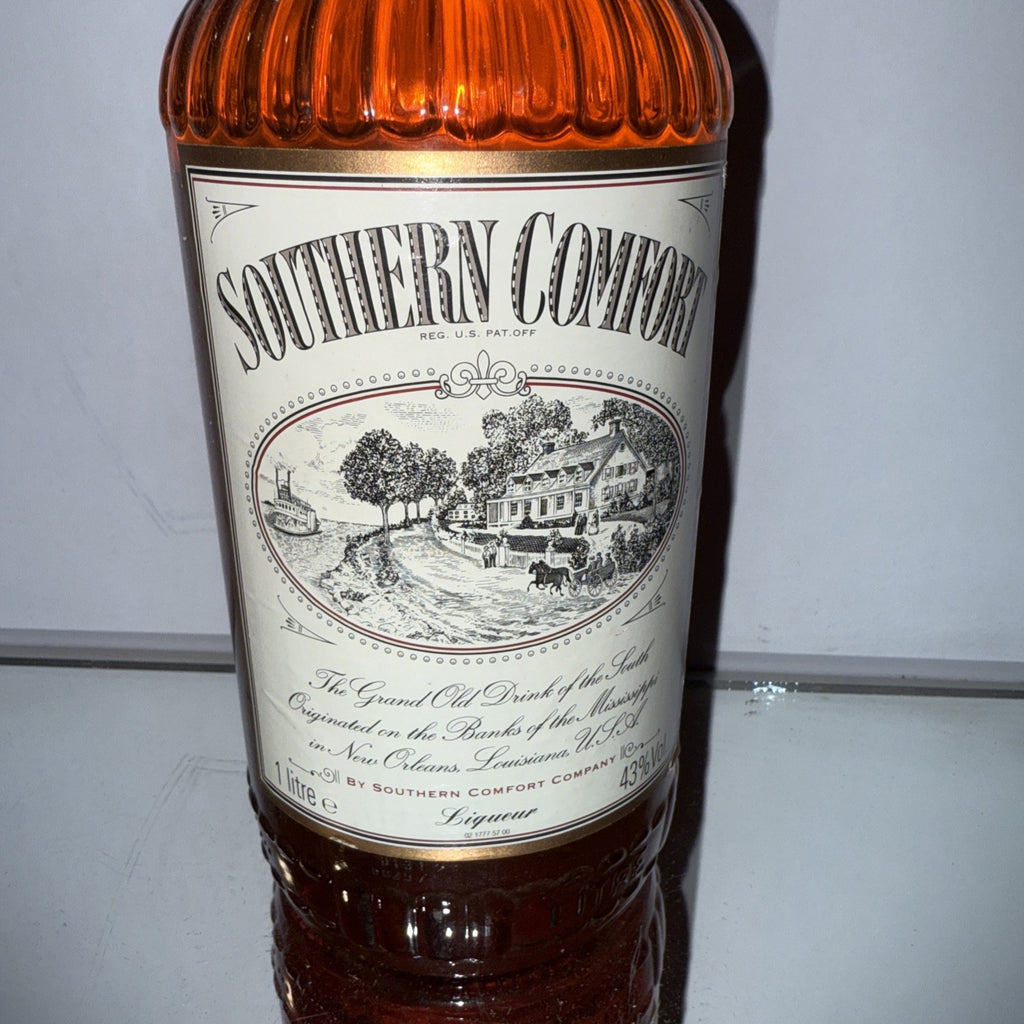 SOUTHERN COMFORT
REG. U.S. PAT.OFF
The Grand Old Drink of the South
Originated on the Banks of the Mississippi
in New Orleans, Louisiana, U.S.A.
BY SOUTHERN COMFORT COMPANY
1 litre e
43% Vol
Liqueur
02 1777 57 00